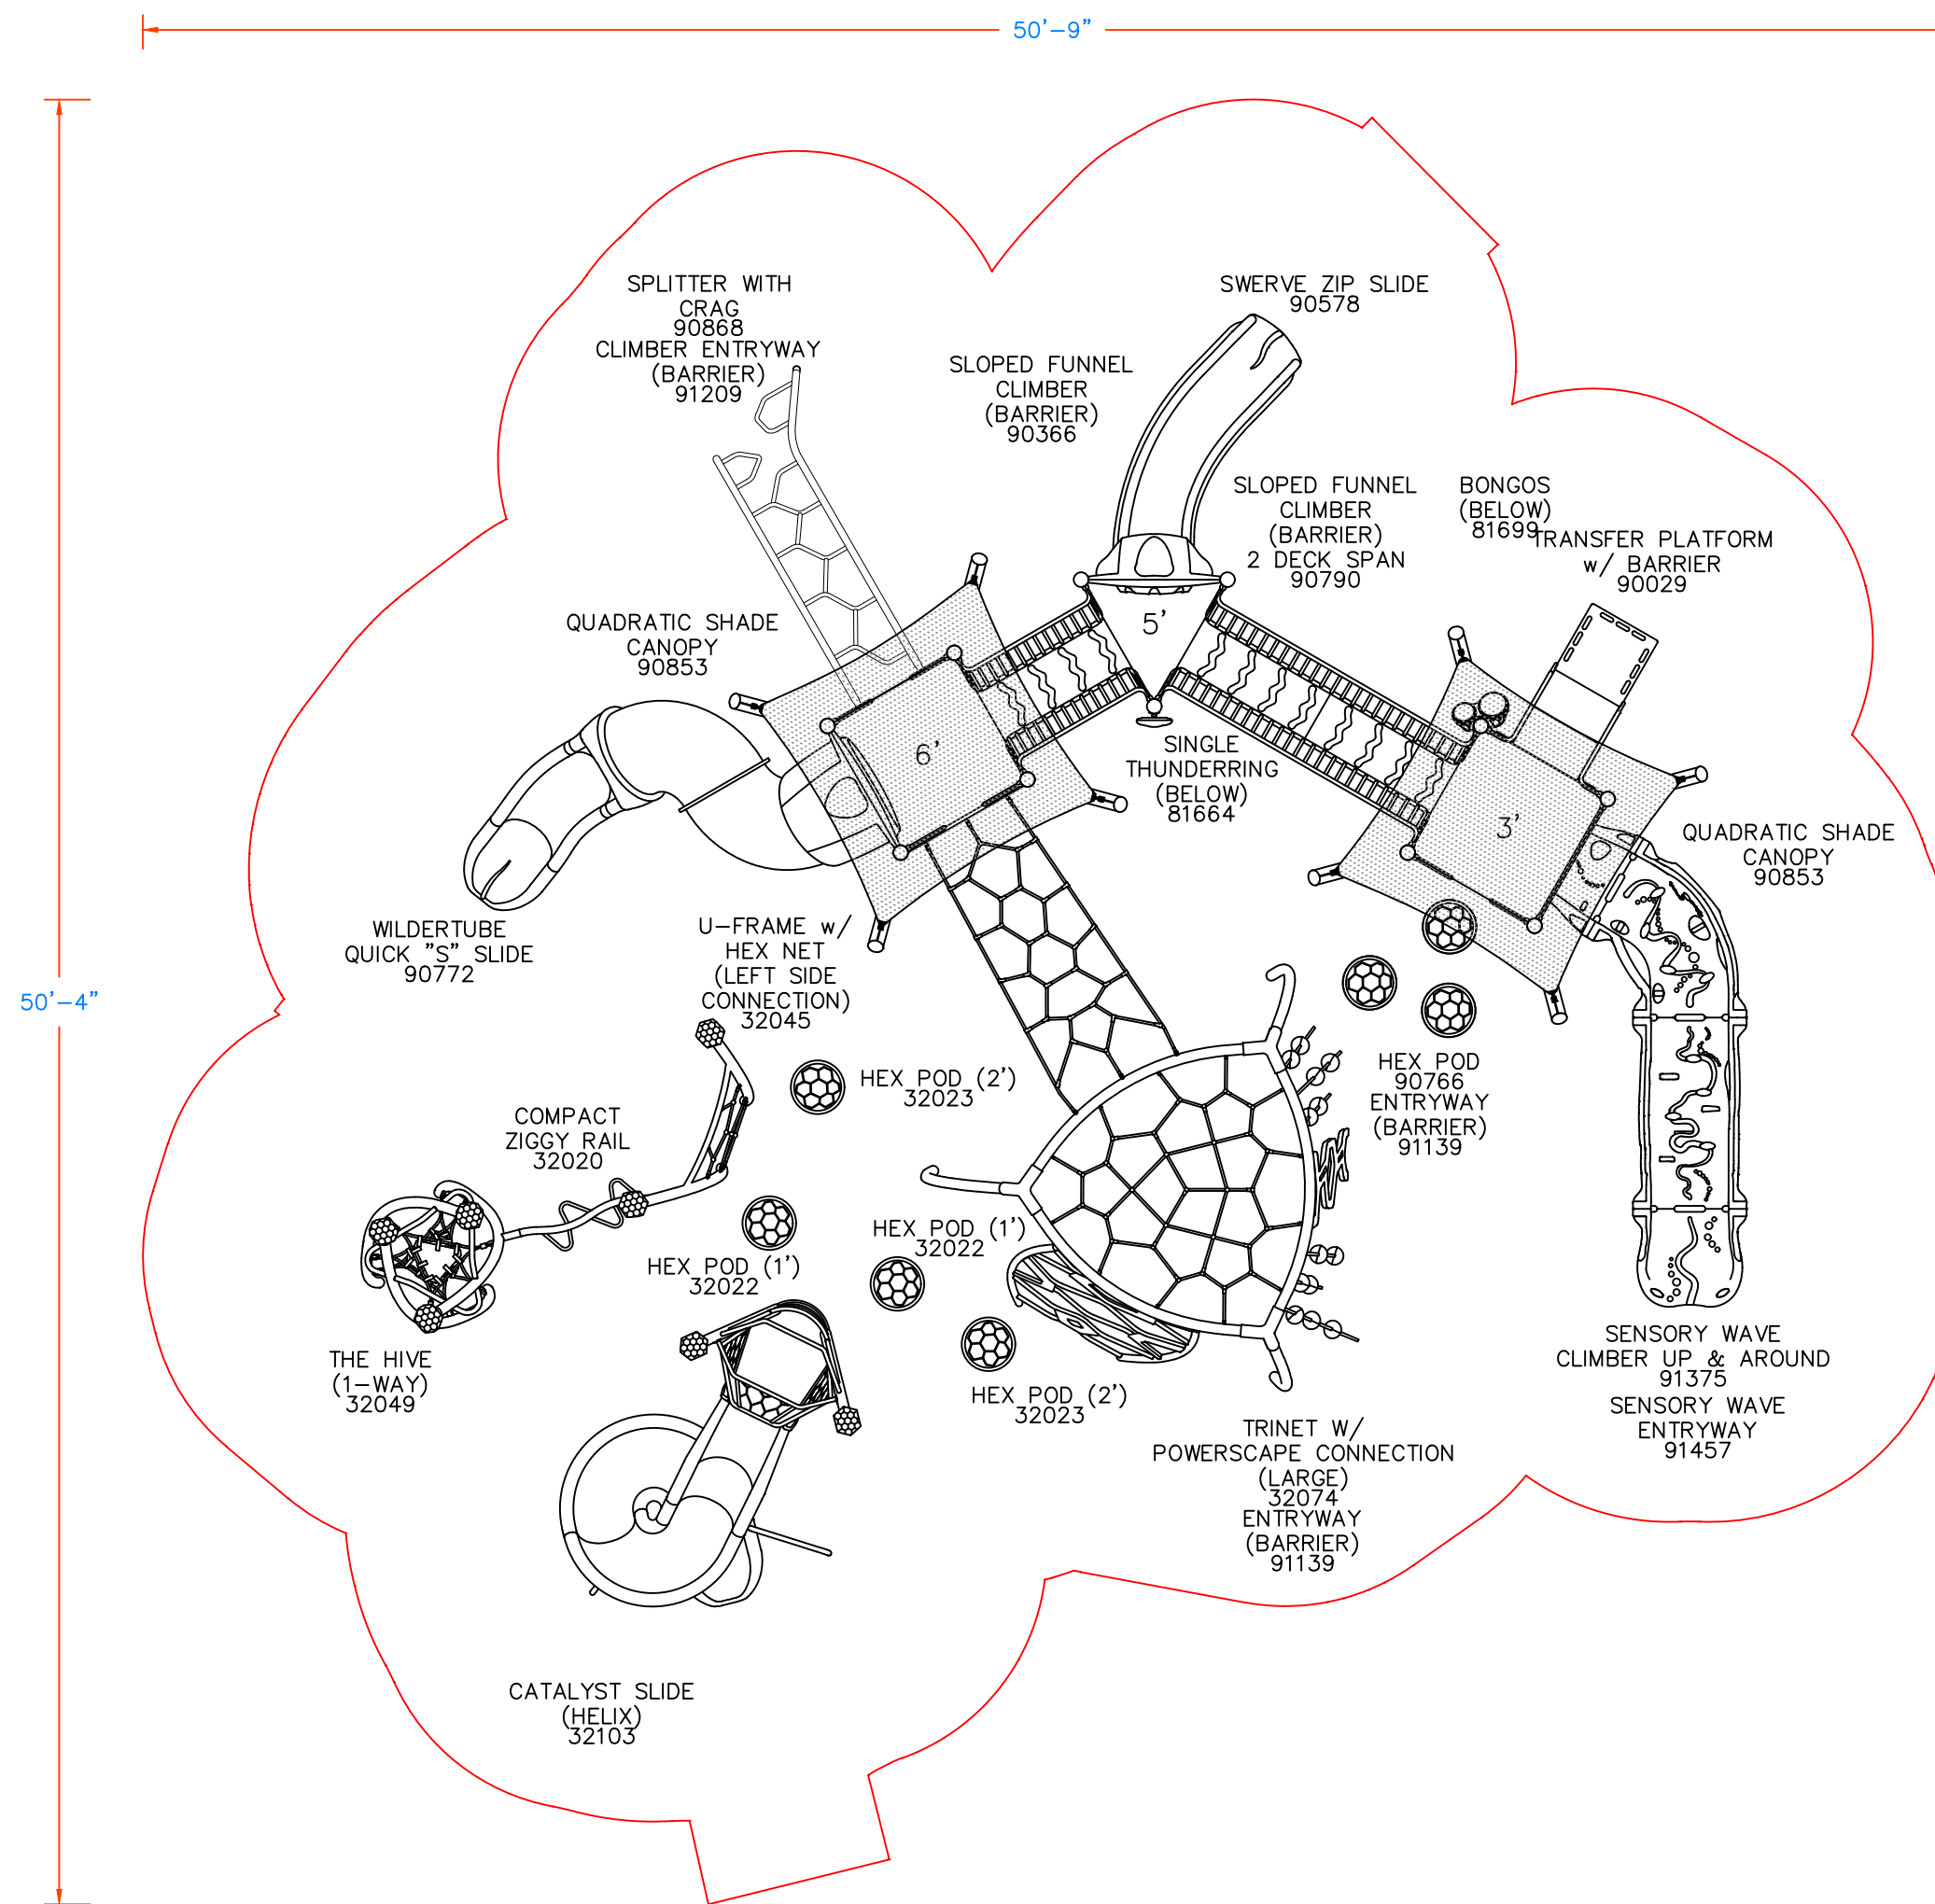 50'-9"
SPLITTER WITH
CRAG
90868
CLIMBER ENTRYWAY
(BARRIER)
91209
SWERVE ZIP SLIDE
90578
SLOPED FUNNEL
CLIMBER
(BARRIER)
90366
SLOPED FUNNEL
CLIMBER
(BARRIER)
2 DECK SPAN
90790
BONGOS
(BELOW)
81699
TRANSFER PLATFORM
w/ BARRIER
90029
QUADRATIC SHADE
CANOPY
90853
5'
6'
3'
SINGLE
THUNDERRING
(BELOW)
81664
QUADRATIC SHADE
CANOPY
90853
WILDERTUBE
QUICK "S" SLIDE
90772
U-FRAME w/
HEX NET
(LEFT SIDE
CONNECTION)
32045
50'-4"
HEX POD (2')
32023
HEX POD
90766
ENTRYWAY
(BARRIER)
91139
COMPACT
ZIGGY RAIL
32020
HEX POD (1')
32022
HEX POD (1')
32022
THE HIVE
(1-WAY)
32049
HEX POD (2')
32023
SENSORY WAVE
CLIMBER UP & AROUND
91375
SENSORY WAVE
ENTRYWAY
91457
TRINET W/
POWERSCAPE CONNECTION
(LARGE)
32074
ENTRYWAY
(BARRIER)
91139
CATALYST SLIDE
(HELIX)
32103